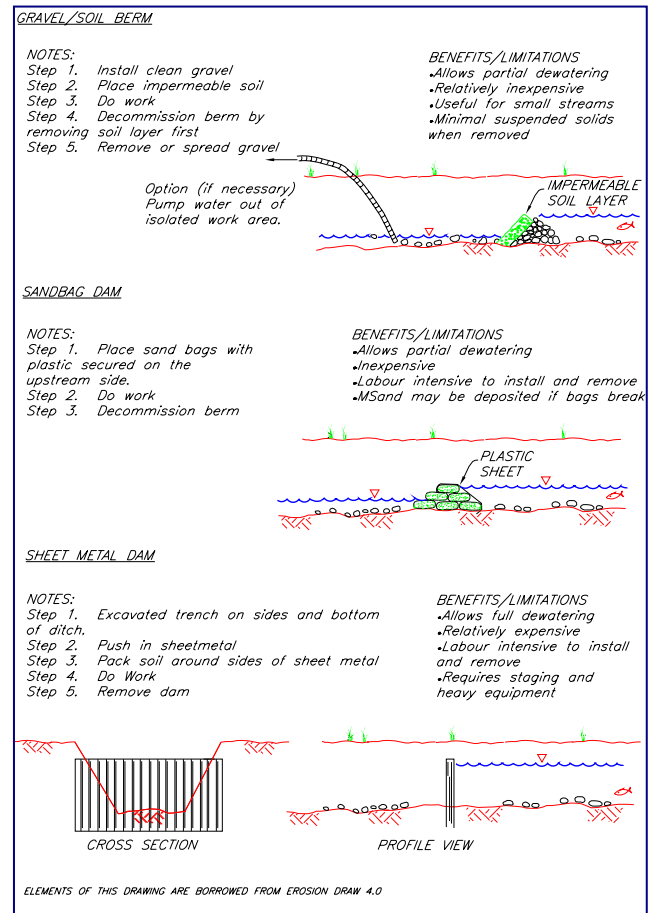 GRAVEL/SOIL BERM
NOTES:
Step 1. Install clean gravel
Step 2. Place impermeable soil
Step 3. Do work
Step 4. Decommission berm by
removing soil layer first
Step 5. Remove or spread gravel
BENEFITS/LIMITATIONS
•Allows partial dewatering
•Relatively inexpensive
•Useful for small streams
•Minimal suspended solids
when removed
Option (if necessary)
Pump water out of
isolated work area.
IMPERMEABLE
SOIL LAYER
SANDBAG DAM
NOTES:
Step 1. Place sand bags with
plastic secured on the
upstream side.
Step 2. Do work
Step 3. Decommission berm
BENEFITS/LIMITATIONS
•Allows partial dewatering
•Inexpensive
•Labour intensive to install and remove
•MSand may be deposited if bags break
PLASTIC
SHEET
SHEET METAL DAM
NOTES:
Step 1. Excavated trench on sides and bottom
of ditch.
Step 2. Push in sheetmetal
Step 3. Pack soil around sides of sheet metal
Step 4. Do Work
Step 5. Remove dam
BENEFITS/LIMITATIONS
•Allows full dewatering
•Relatively expensive
•Labour intensive to install
and remove
•Requires staging and
heavy equipment
CROSS SECTION
PROFILE VIEW
ELEMENTS OF THIS DRAWING ARE BORROWED FROM EROSION DRAW 4.0